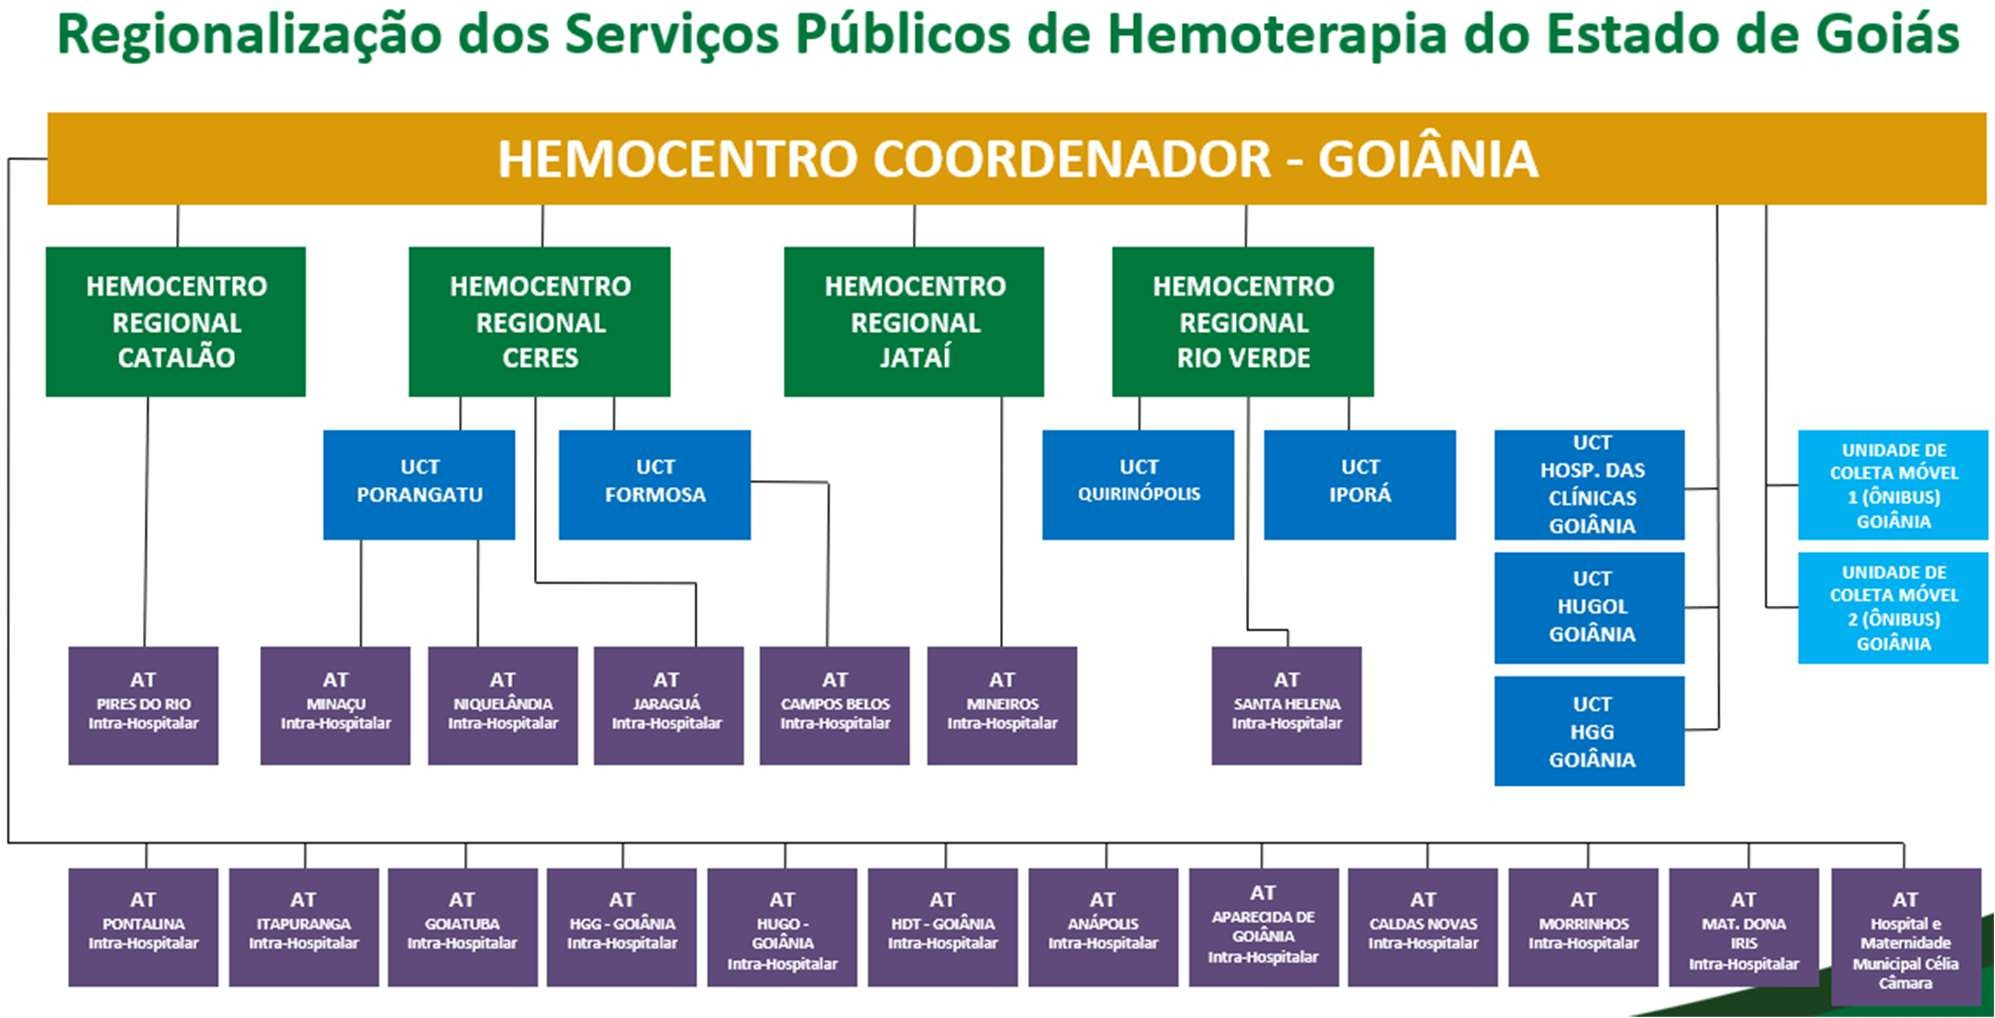 Regionalização dos Serviços Públicos de Hemoterapia do Estado de Goiás
HEMOCENTRO COORDENADOR - GOIÂNIA
HEMOCENTRO
REGIONAL
CATALÃO
HEMOCENTRO
REGIONAL
CERES
HEMOCENTRO
REGIONAL
JATAÍ
HEMOCENTRO
REGIONAL
RIO VERDE
UCT
PORANGATU
UCT
FORMOSA
UCT
QUIRINÓPOLIS
UCT
IPORÁ
UCT
HOSP. DAS
CLÍNICAS
GOIÂNIA
UNIDADE DE
COLETA MÓVEL
1 (ÔNIBUS)
GOIÂNIA
UCT
HUGOL
GOIÂNIA
UNIDADE DE
COLETA MÓVEL
2 (ÔNIBUS)
GOIÂNIA
UCT
HGG
GOIÂNIA
AT
PIRES DO RIO
Intra-Hospitalar
AT
MINAÇU
Intra-Hospitalar
AT
NIQUELÂNDIA
Intra-Hospitalar
AT
JARAGUÁ
Intra-Hospitalar
AT
CAMPOS BELOS
Intra-Hospitalar
AT
MINEIROS
Intra-Hospitalar
AT
SANTA HELENA
Intra-Hospitalar
AT
PONTALINA
Intra-Hospitalar
AT
ITAPURANGA
Intra-Hospitalar
AT
GOIATUBA
Intra-Hospitalar
AT
HGG - GOIÂNIA
Intra-Hospitalar
AT
HUGO -
GOIÂNIA
Intra-Hospitalar
AT
HDT - GOIÂNIA
Intra-Hospitalar
AT
ANÁPOLIS
Intra-Hospitalar
AT
APARECIDA DE
GOIÂNIA
Intra-Hospitalar
AT
CALDAS NOVAS
Intra-Hospitalar
AT
MORRINHOS
Intra-Hospitalar
AT
MAT. DONA
IRIS
Intra-Hospitalar
AT
Hospital e
Maternidade
Municipal Célia
Câmara